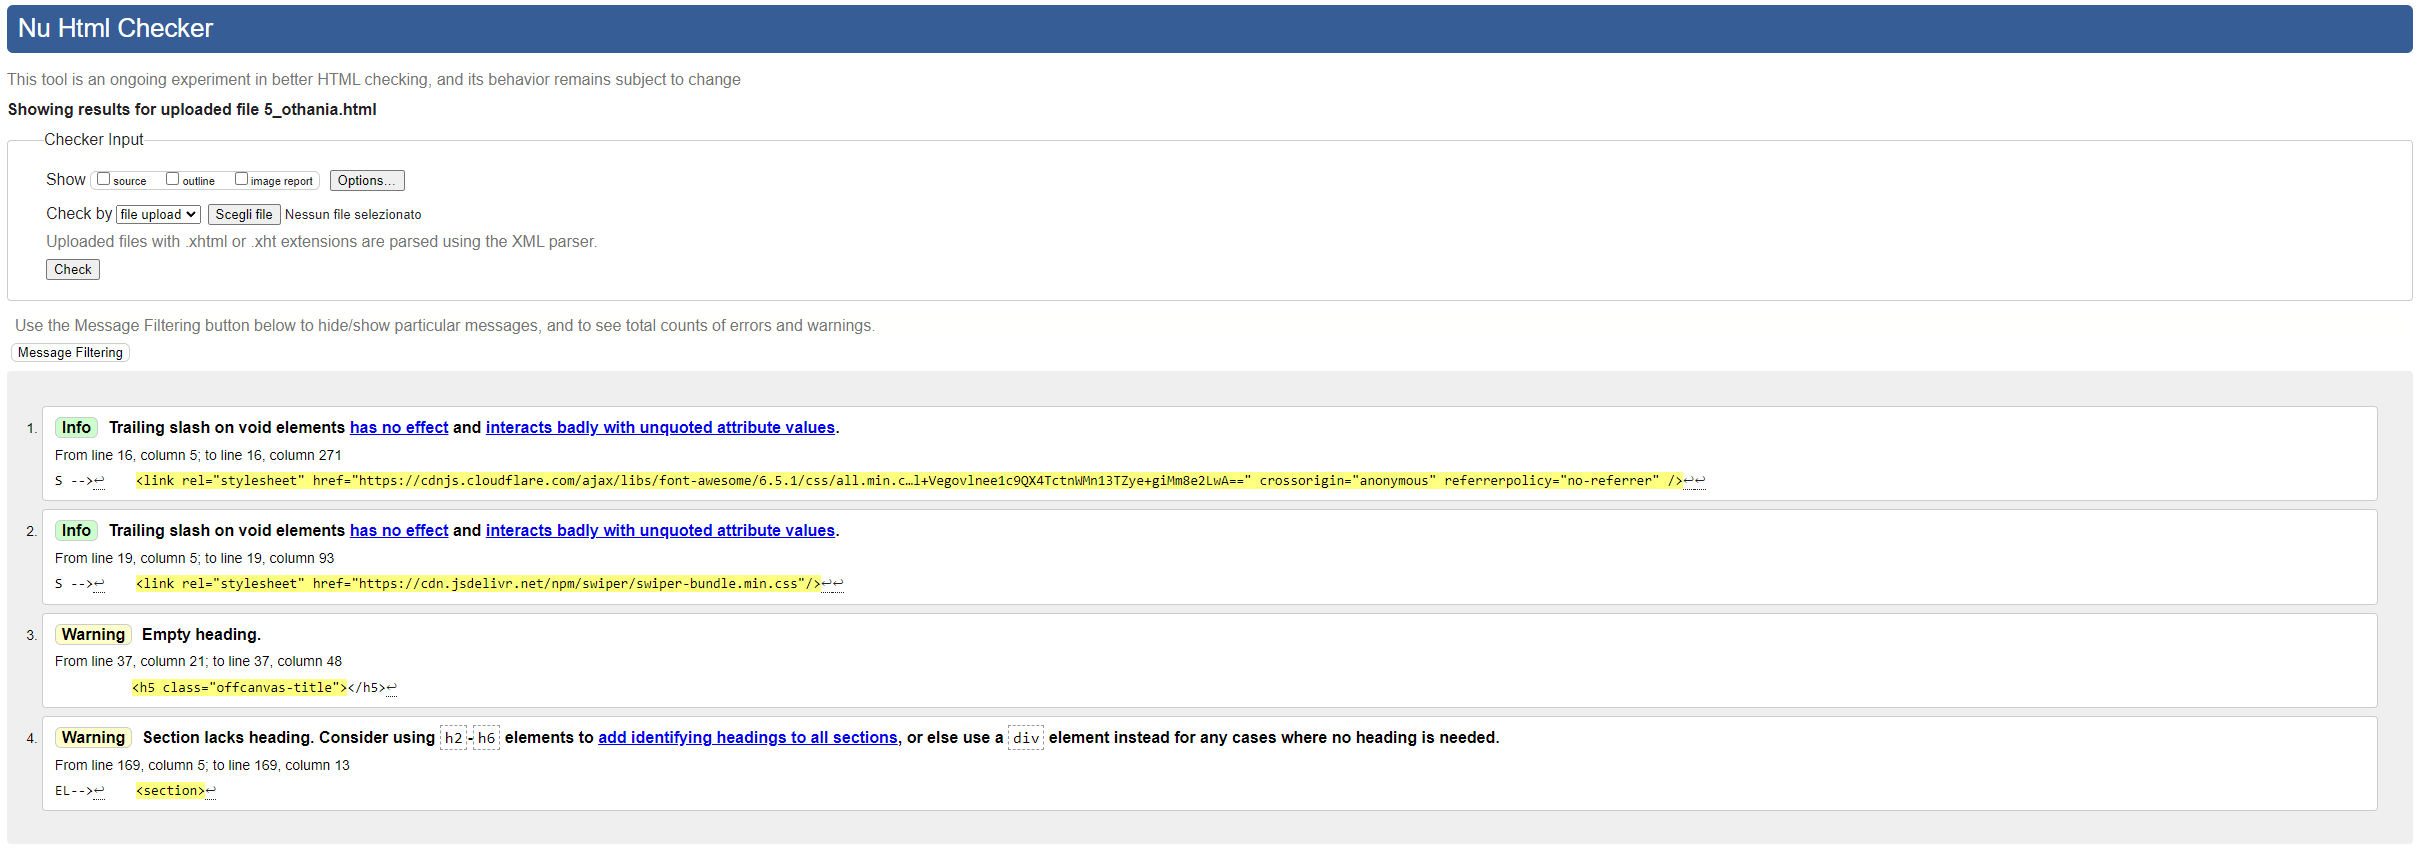 Nu Html Checker
This tool is an ongoing experiment in better HTML checking, and its behavior remains subject to change
Showing results for uploaded file 5_othania.html
Checker Input
Show source outline image report Options...
Check by file upload Scegli file Nessun file selezionato
Uploaded files with .xhtml or .xht extensions are parsed using the XML parser.
Check
Use the Message Filtering button below to hide/show particular messages, and to see total counts of errors and warnings.
Message Filtering
1. Info Trailing slash on void elements has no effect and interacts badly with unquoted attribute values.
From line 16, column 5; to line 16, column 271
S -->↩ <link rel="stylesheet" href="https://cdnjs.cloudflare.com/ajax/libs/font-awesome/6.5.1/css/all.min.c…l+Vegovlnee1c9QX4TctnWMn13TZye+giMm8e2LwA==" crossorigin="anonymous" referrerpolicy="no-referrer" />↩↩
2. Info Trailing slash on void elements has no effect and interacts badly with unquoted attribute values.
From line 19, column 5; to line 19, column 93
S -->↩ <link rel="stylesheet" href="https://cdn.jsdelivr.net/npm/swiper/swiper-bundle.min.css"/>↩↩
3. Warning Empty heading.
From line 37, column 21; to line 37, column 48
<h5 class="offcanvas-title"></h5>↩
4. Warning Section lacks heading. Consider using h2-h6 elements to add identifying headings to all sections, or else use a div element instead for any cases where no heading is needed.
From line 169, column 5; to line 169, column 13
EL-->↩ <section>↩